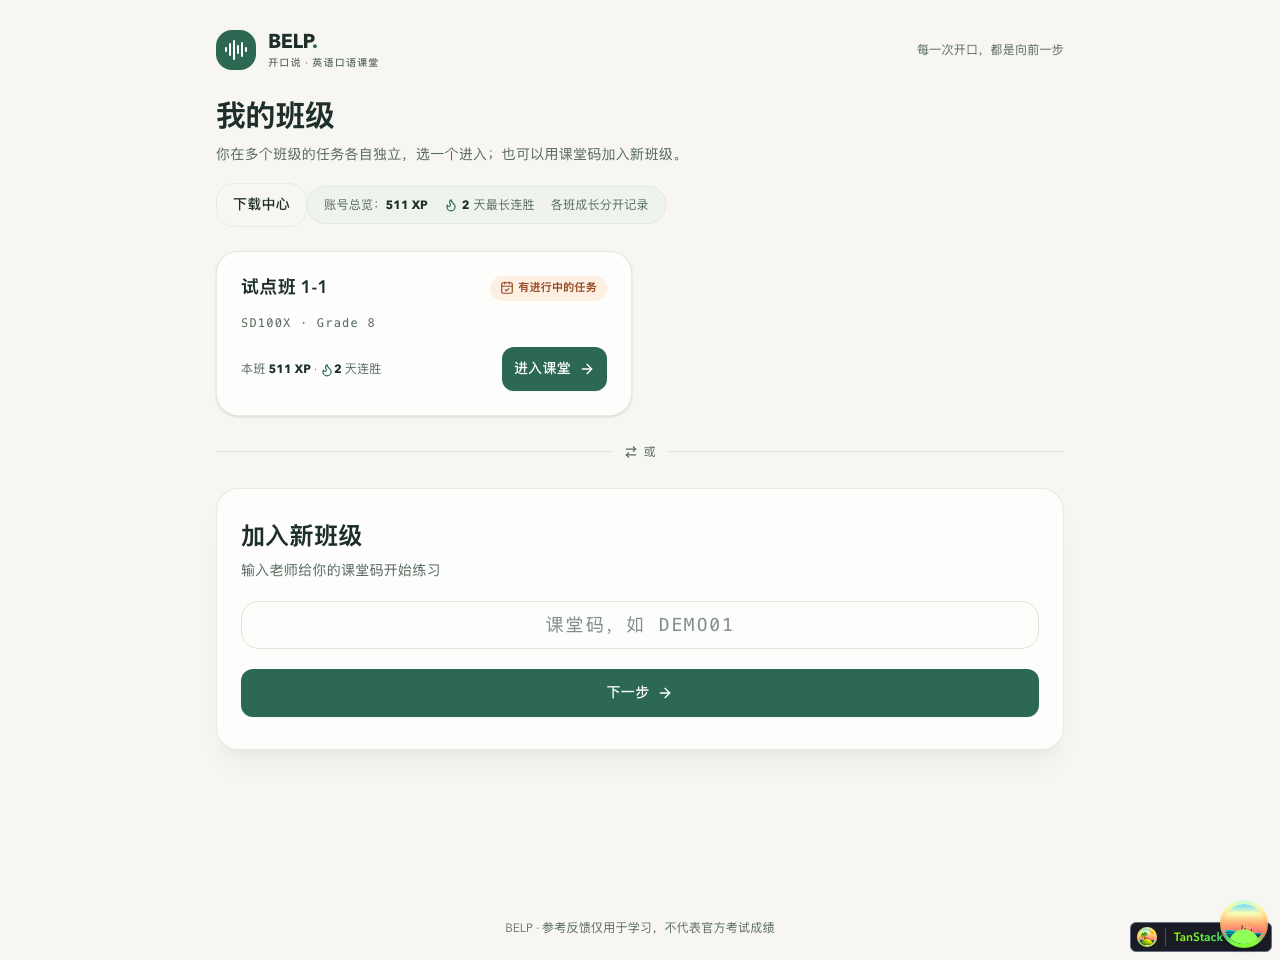 BELP.
开口说 · 英语口语课堂
每一次开口，都是向前一步
我的班级
你在多个班级的任务各自独立，选一个进入；也可以用课堂码加入新班级。
下载中心
账号总览：511 XP 2 天最长连胜 各班成长分开记录
试点班 1-1
有进行中的任务
SD100X · Grade 8
本班 511 XP · 2 天连胜
进入课堂 →
或
加入新班级
输入老师给你的课堂码开始练习
课堂码，如 DEMO01
下一步 →
BELP · 参考反馈仅用于学习，不代表官方考试成绩
TanStack